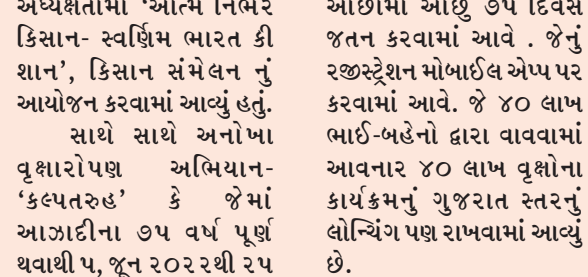 અધ્યક્ષતામાં ‘આત્મ નિર્ભર
કિસાન- સ્વર્ણિમ ભારત કી
શાન’, કિસાન સંમેલન નું
આયોજન કરવામાં આવ્યું હતું.
સાથે સાથે અનોખા
વૃક્ષારોપણ અભિયાન-
‘કલ્પતરુહ’ કે જેમાં
આઝાદીના ૭૫ વર્ષ પૂર્ણ
થવાથી ૫, જૂન ૨૦૨૨થી ૨૫
ઓછામાં ઓછું ૭૫ દિવસ
જતન કરવામાં આવે . જેનું
રજીસ્ટ્રેશન મોબાઈલ એપ્પ પર
કરવામાં આવે. જે ૪૦ લાખ
ભાઈ-બહેનો દ્વારા વાવવામાં
આવનાર ૪૦ લાખ વૃક્ષોના
કાર્યક્રમનું ગુજરાત સ્તરનું
લોન્ચિંગ પણ રાખવામાં આવ્યું
છે.